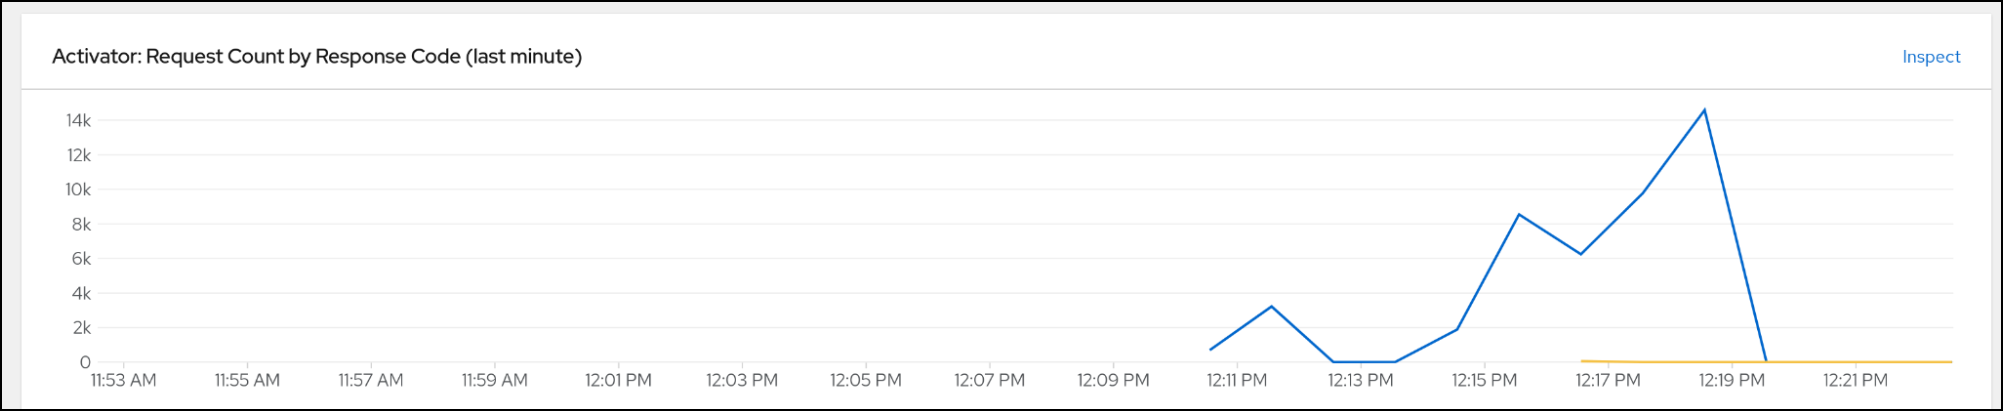 Activator: Request Count by Response Code (last minute)
Inspect
14k
12k
10k
8k
6k
4k
2k
0
11:53 AM 11:55 AM 11:57 AM 11:59 AM 12:01 PM 12:03 PM 12:05 PM 12:07 PM 12:09 PM 12:11 PM 12:13 PM 12:15 PM 12:17 PM 12:19 PM 12:21 PM